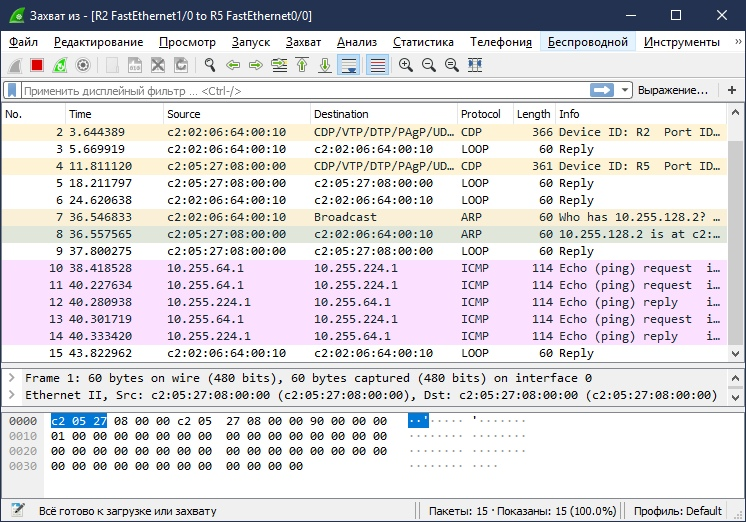 Захват из - [R2 FastEthernet1/0 to R5 FastEthernet0/0]
Файл Редактирование Просмотр Запуск Захват Анализ Статистика Телефония Беспроводной Инструменты »
Применить дисплейный фильтр ... <Ctrl-/> Выражение… +
No. Time Source Destination Protocol Length Info
2 3.644389 c2:02:06:64:00:10 CDP/VTP/DTP/PAgP/UD… CDP 366 Device ID: R2 Port ID…
3 5.669919 c2:02:06:64:00:10 c2:02:06:64:00:10 LOOP 60 Reply
4 11.811120 c2:05:27:08:00:00 CDP/VTP/DTP/PAgP/UD… CDP 361 Device ID: R5 Port ID…
5 18.211797 c2:05:27:08:00:00 c2:05:27:08:00:00 LOOP 60 Reply
6 24.620638 c2:02:06:64:00:10 c2:02:06:64:00:10 LOOP 60 Reply
7 36.546833 c2:02:06:64:00:10 Broadcast ARP 60 Who has 10.255.128.2? …
8 36.557565 c2:05:27:08:00:00 c2:02:06:64:00:10 ARP 60 10.255.128.2 is at c2:…
9 37.800275 c2:05:27:08:00:00 c2:05:27:08:00:00 LOOP 60 Reply
10 38.418528 10.255.64.1 10.255.224.1 ICMP 114 Echo (ping) request i…
11 40.227634 10.255.64.1 10.255.224.1 ICMP 114 Echo (ping) request i…
12 40.280938 10.255.224.1 10.255.64.1 ICMP 114 Echo (ping) reply i…
13 40.301719 10.255.64.1 10.255.224.1 ICMP 114 Echo (ping) request i…
14 40.333420 10.255.224.1 10.255.64.1 ICMP 114 Echo (ping) reply i…
15 43.822962 c2:02:06:64:00:10 c2:02:06:64:00:10 LOOP 60 Reply
Frame 1: 60 bytes on wire (480 bits), 60 bytes captured (480 bits) on interface 0
Ethernet II, Src: c2:05:27:08:00:00 (c2:05:27:08:00:00), Dst: c2:05:27:08:00:00 (c2:05:27:08:00:00)
0000 c2 05 27 08 00 00 c2 05 27 08 00 00 90 00 00 00 ··'····· '·······
0010 01 00 00 00 00 00 00 00 00 00 00 00 00 00 00 00 ········ ········
0020 00 00 00 00 00 00 00 00 00 00 00 00 00 00 00 00 ········ ········
0030 00 00 00 00 00 00 00 00 00 00 00 00 ········ ····
Всё готово к загрузке или захвату Пакеты: 15 · Показаны: 15 (100.0%) Профиль: Default